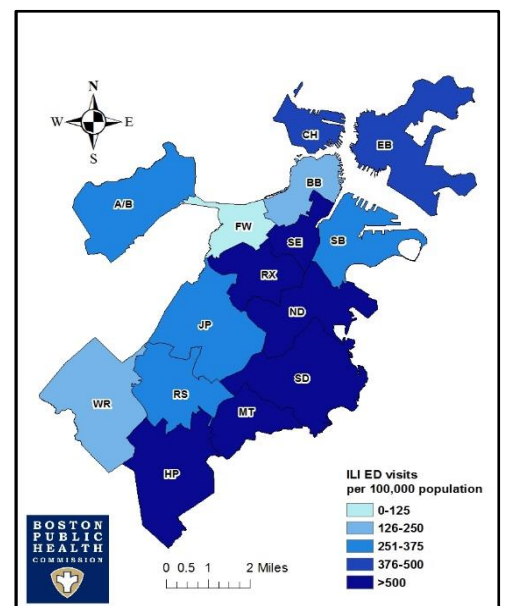 N
W E
S
CH
EB
BB
A/B
FW
SE
SB
RX
ND
JP
SD
RS
WR
MT
HP
ILI ED visits
per 100,000 population
0-125
126-250
251-375
376-500
>500
BOSTON
PUBLIC
HEALTH
COMMISSION
0 0.5 1 2 Miles